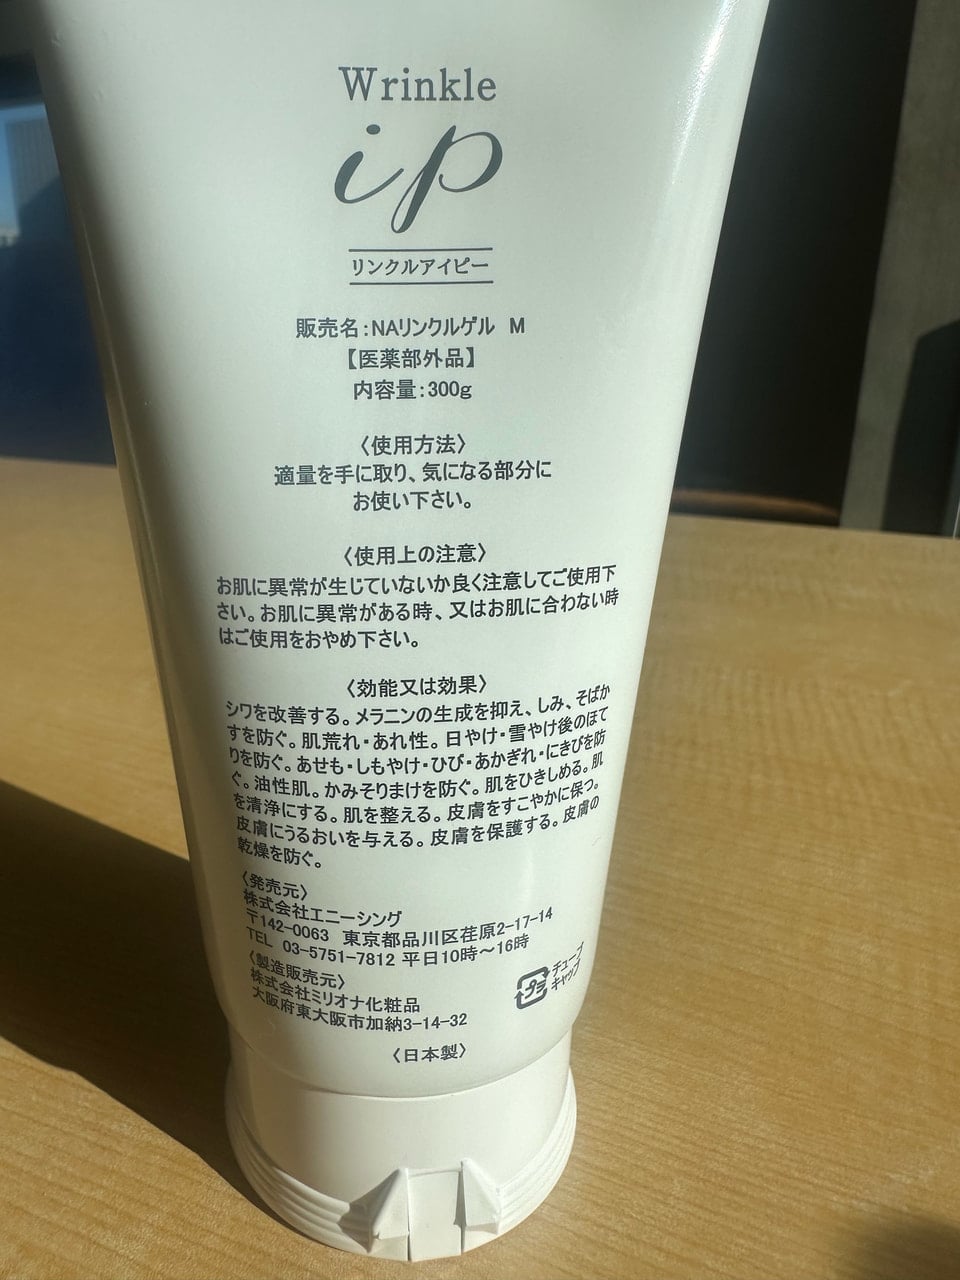 Wrinkle
ip
リンクルアイピー
販売名：NAリンクルゲル　M
【医薬部外品】
内容量：300g
〈使用方法〉
適量を手に取り、気になる部分に
お使い下さい。
〈使用上の注意〉
お肌に異常が生じていないか良く注意してご使用下
さい。お肌に異常がある時、又はお肌に合わない時
はご使用をおやめ下さい。
〈効能又は効果〉
シワを改善する。メラニンの生成を抑え、しみ、そばか
すを防ぐ。肌荒れ・あれ性。日やけ・雪やけ後のほて
りを防ぐ。あせも・しもやけ・ひび・あかぎれ・にきびを防
ぐ。油性肌。かみそりまけを防ぐ。肌をひきしめる。肌
を清浄にする。肌を整える。皮膚をすこやかに保つ。
皮膚にうるおいを与える。皮膚を保護する。皮膚の
乾燥を防ぐ。
〈発売元〉
株式会社エニーシング
〒142-0063　東京都品川区荏原2-17-14
TEL　03-5751-7812 平日10時～16時
〈製造販売元〉
株式会社ミリオナ化粧品
大阪府東大阪市加納3-14-32
プラ
チューブ
キャップ
〈日本製〉